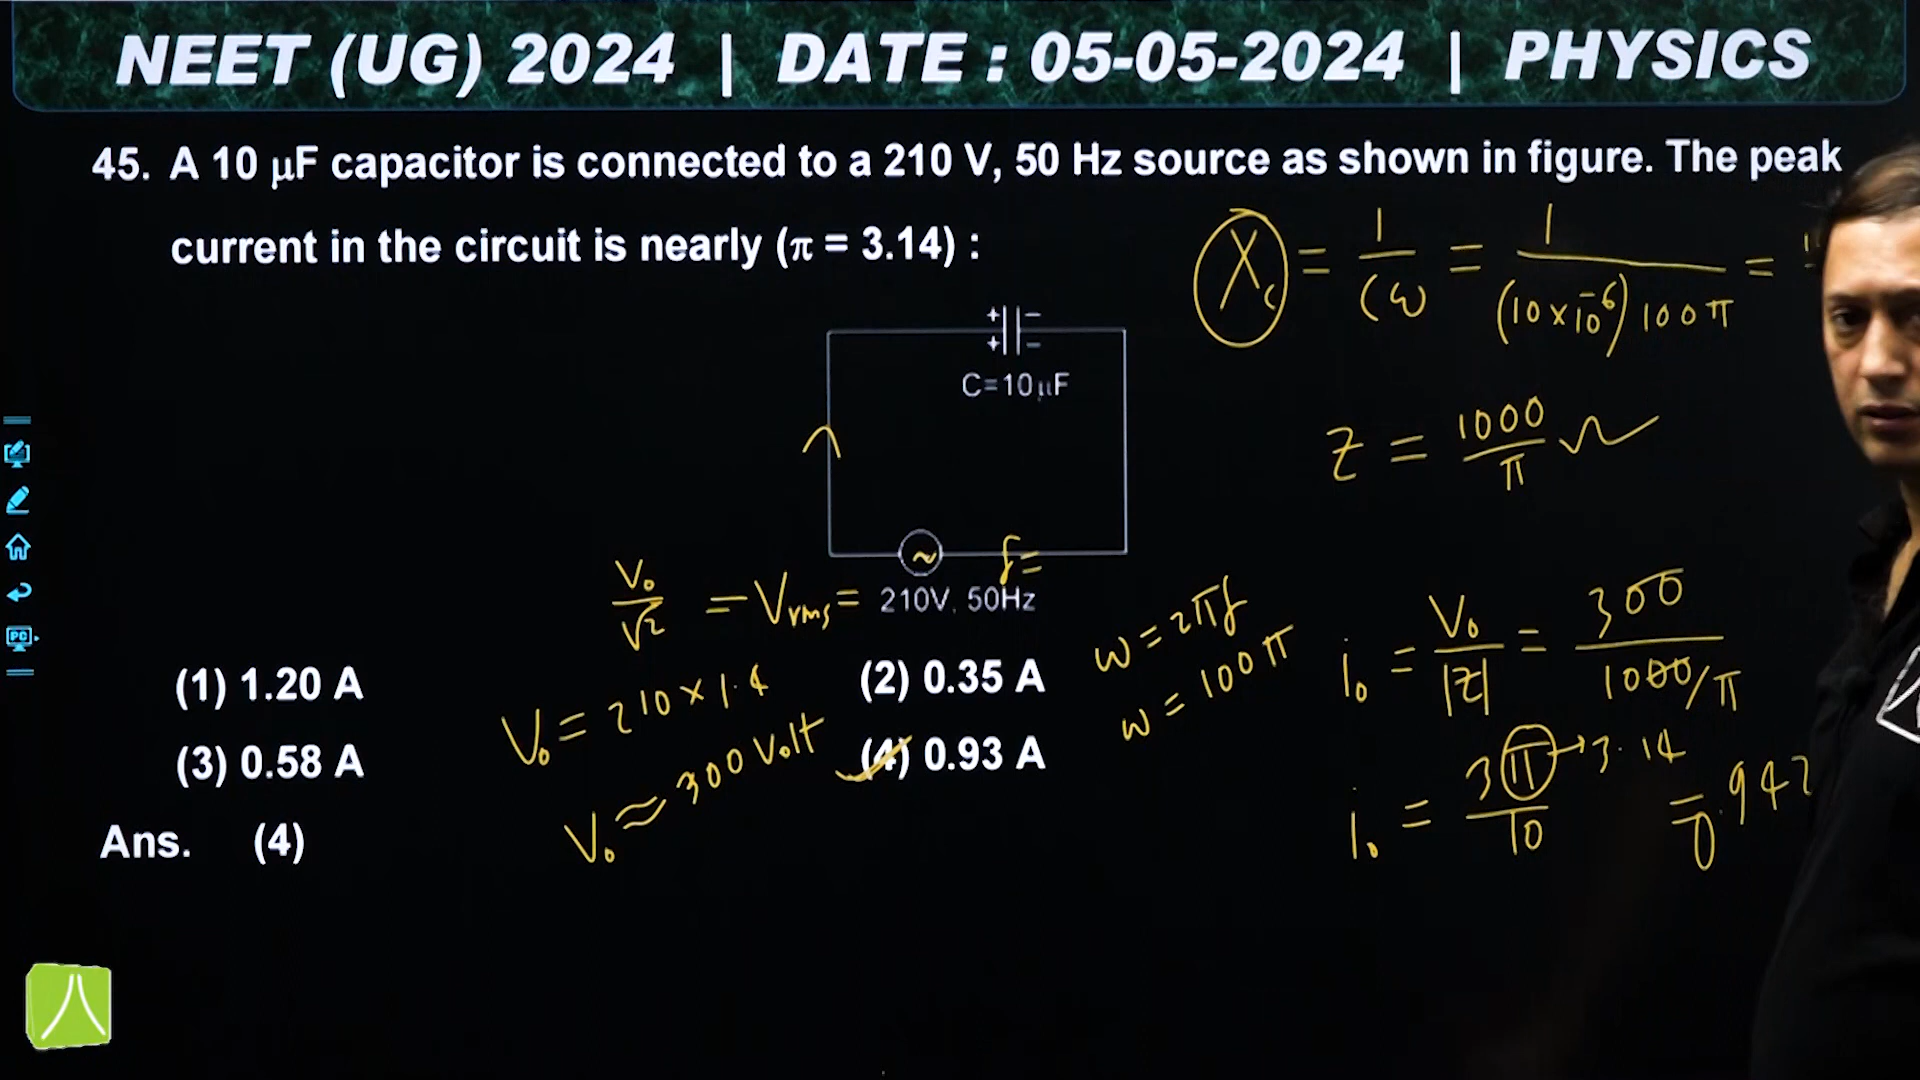 NEET (UG) 2024 | DATE : 05-05-2024 | PHYSICS
45. A 10 μF capacitor is connected to a 210 V, 50 Hz source as shown in figure. The peak
current in the circuit is nearly (π = 3.14) :
X_c = 1/(Cω) = 1/((10×10^-6)100π) =
+ -
+ -
C=10μF
Z = 1000/π Ω
f=
210V, 50Hz
V₀/√2 = Vrms =
ω = 2πf
ω = 100π
i₀ = V₀/|Z| = 300/(1000/π)
(1) 1.20 A
(2) 0.35 A
V₀ = 210 × 1.4
V₀ ≈ 300 Volt
(3) 0.58 A
(4) 0.93 A
i₀ = 3π/10 → 3.14 = 0.942
Ans. (4)
PC